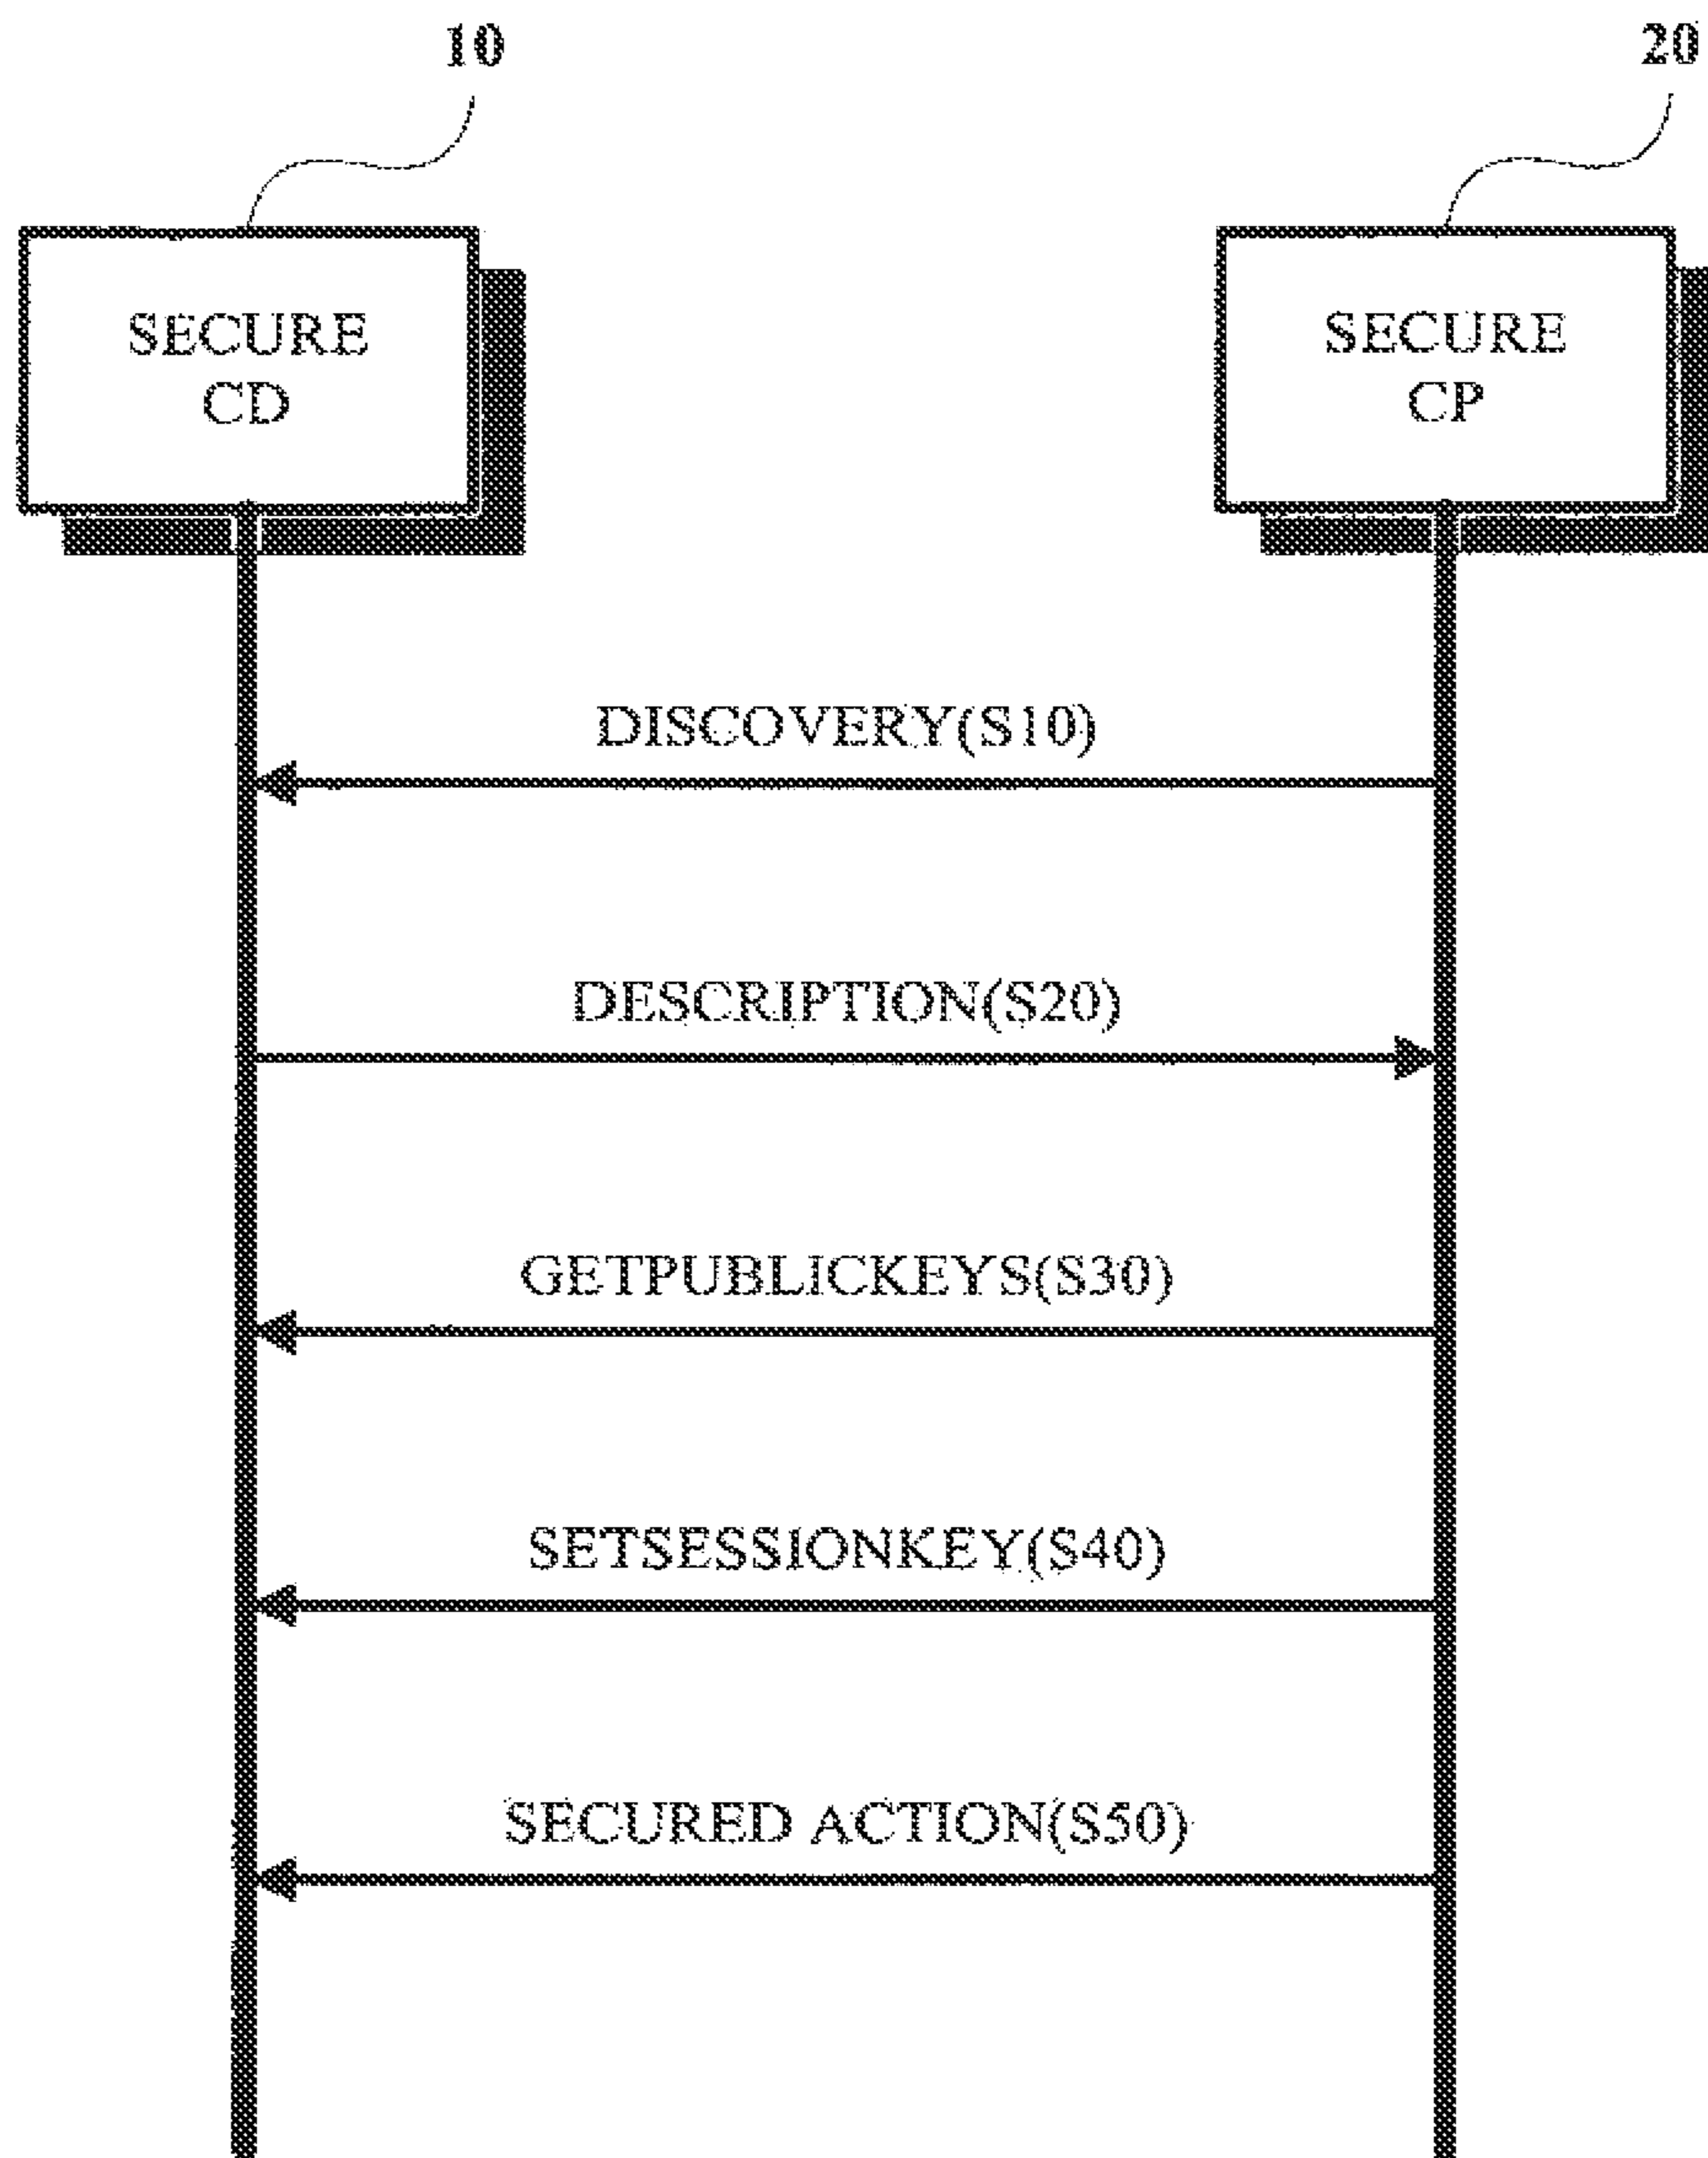 10
20
SECURE
CD
SECURE
CP
DISCOVERY(S10)
DESCRIPTION(S20)
GETPUBLICKEYS(S30)
SETSESSIONKEY(S40)
SECURED ACTION(S50)